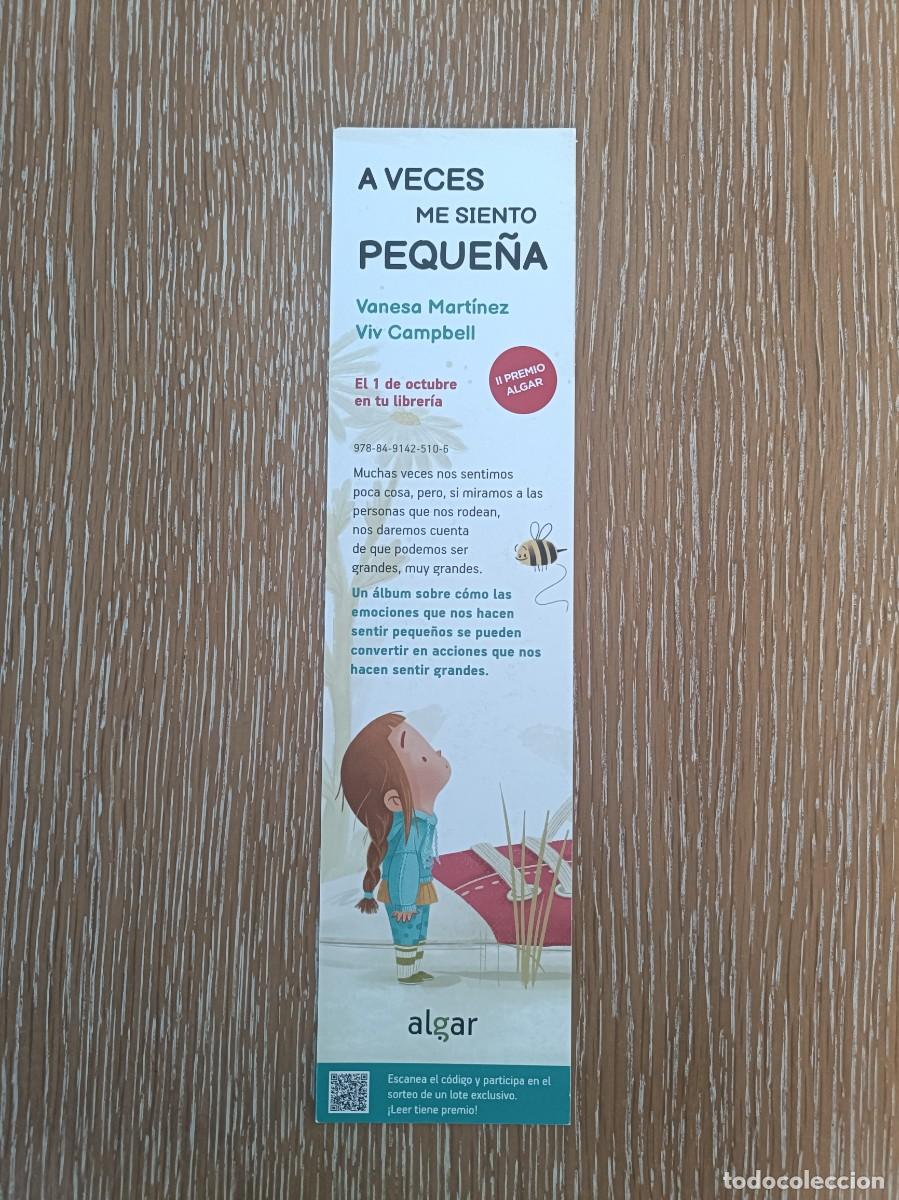 A VECES
ME SIENTO
PEQUEÑA
Vanesa Martínez
Viv Campbell
El 1 de octubre
en tu librería
II PREMIO
ALGAR
978-84-9142-510-6
Muchas veces nos sentimos
poca cosa, pero, si miramos a las
personas que nos rodean,
nos daremos cuenta
de que podemos ser
grandes, muy grandes.
Un álbum sobre cómo las
emociones que nos hacen
sentir pequeños se pueden
convertir en acciones que nos
hacen sentir grandes.
algar
Escanea el código y participa en el
sorteo de un lote exclusivo.
¡Leer tiene premio!
todocoleccion